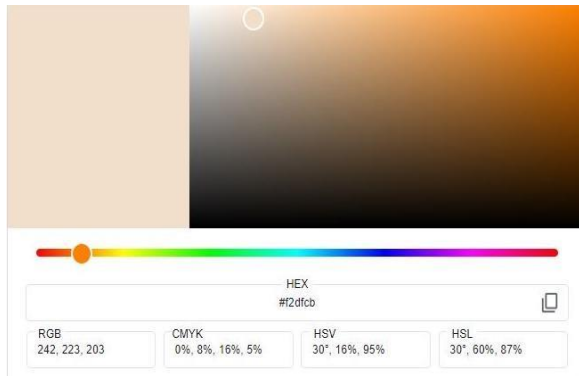 HEX
#f2dfcb
RGB
242, 223, 203
CMYK
0%, 8%, 16%, 5%
HSV
30°, 16%, 95%
HSL
30°, 60%, 87%